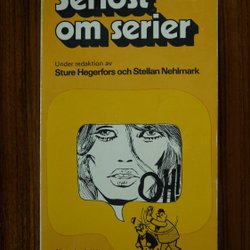 Seriöst
om serier
Under redaktion av
Sture Hegerfors och Stellan Nehlmark
OH!